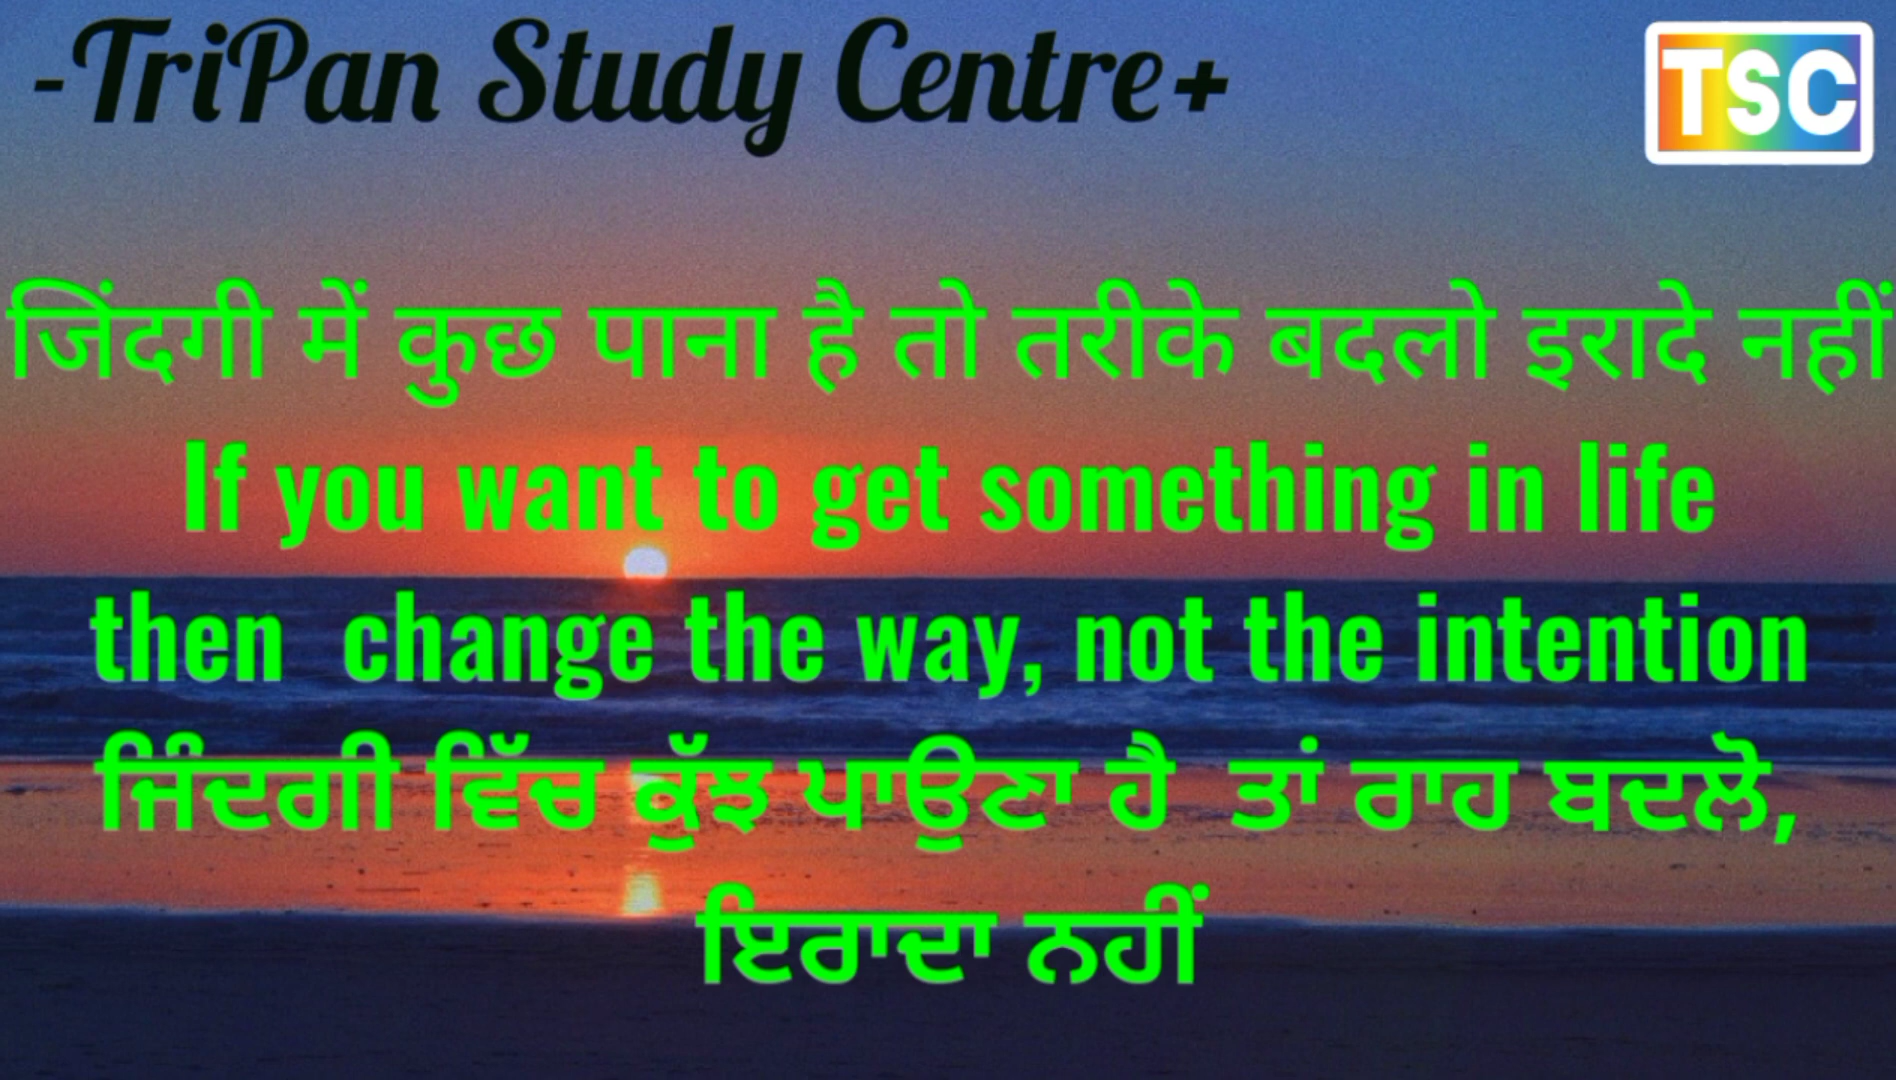 -TriPan Study Centre+
TSC
जिंदगी में कुछ पाना है तो तरीके बदलो इरादे नहीं
If you want to get something in life
then  change the way, not the intention
ਜਿੰਦਗੀ ਵਿੱਚ ਕੁੱਝ ਪਾਉਣਾ ਹੈ  ਤਾਂ ਰਾਹ ਬਦਲੋ,
ਇਰਾਦਾ ਨਹੀਂ